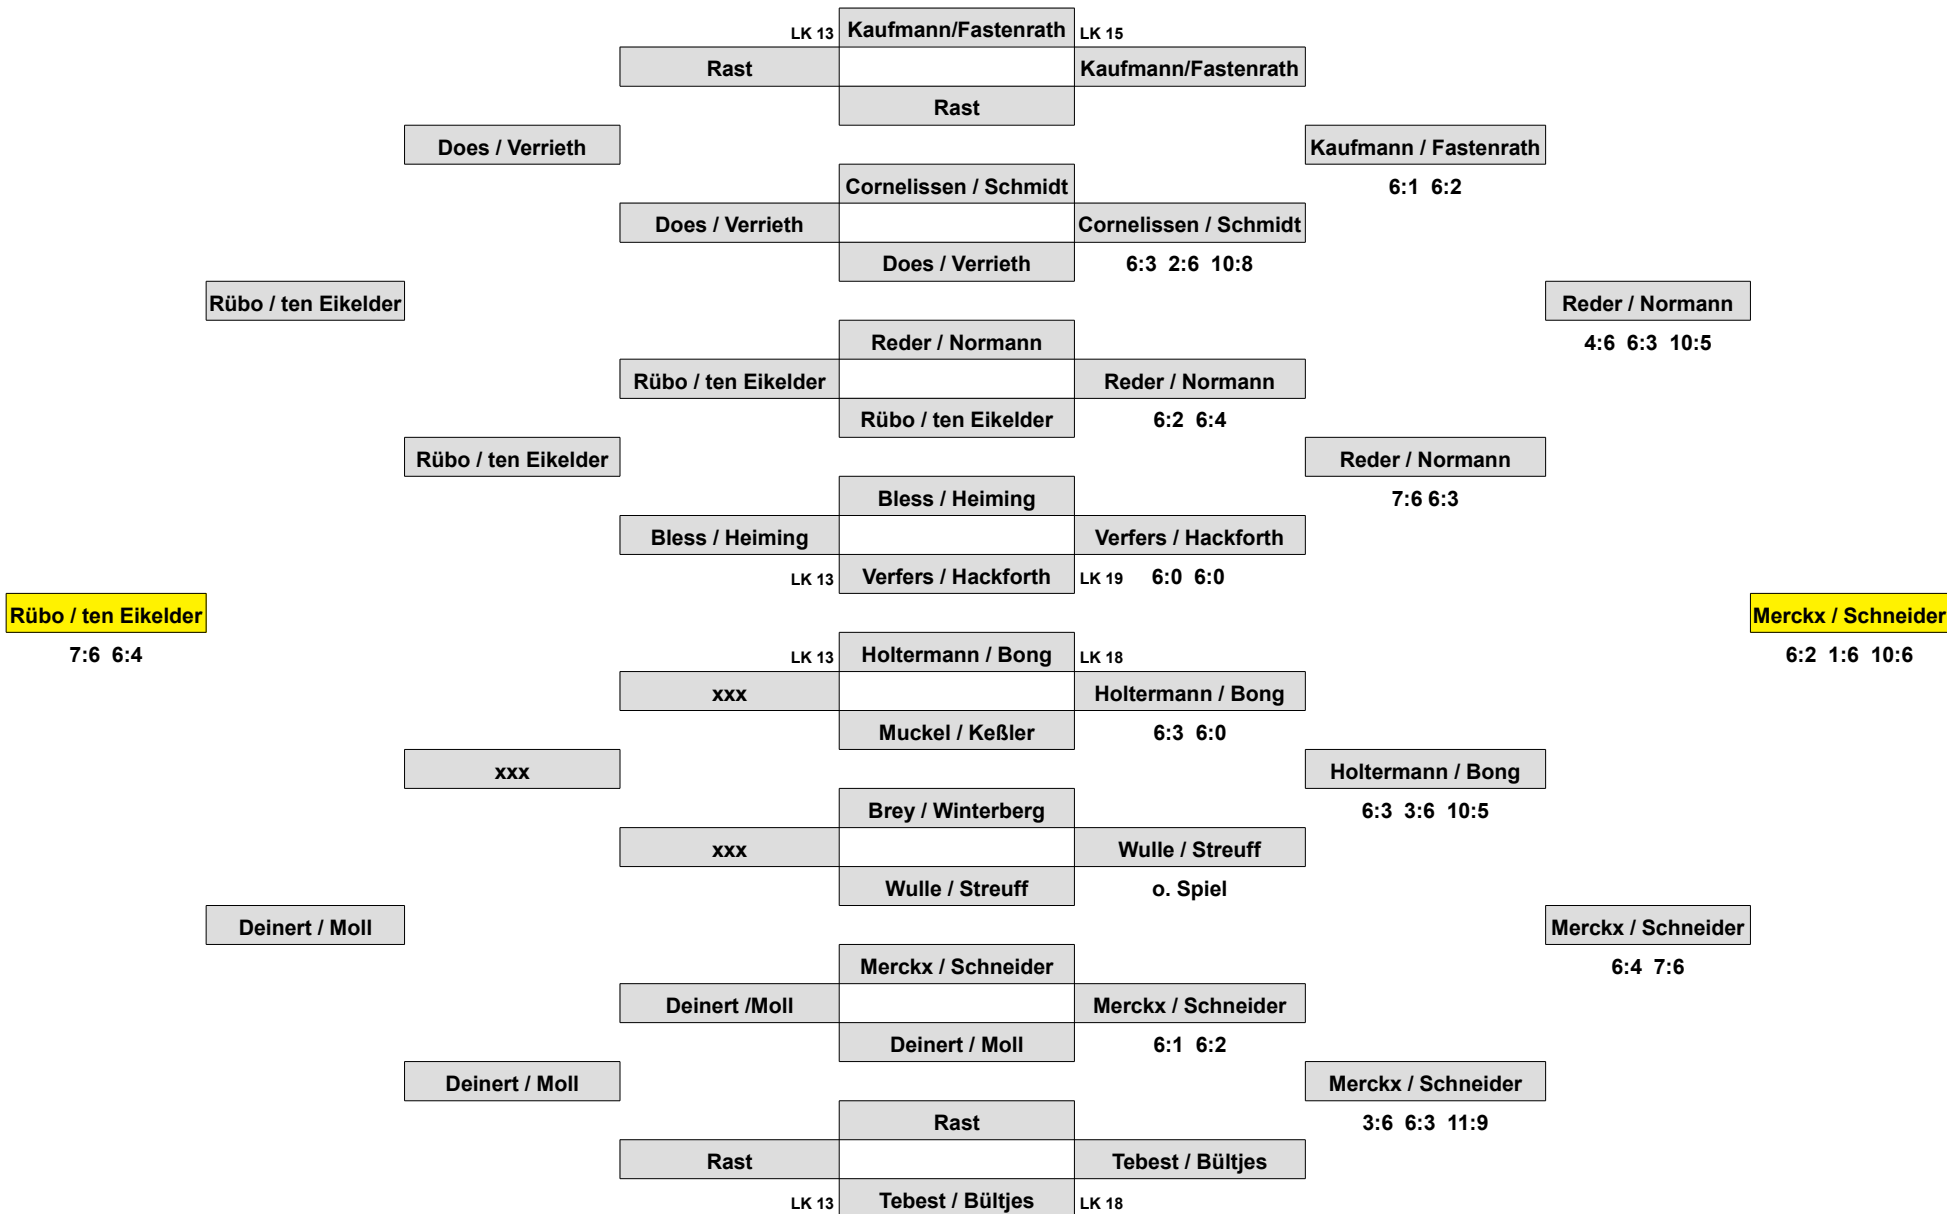 LK 13 Kaufmann/Fastenrath LK 15
Rast Kaufmann/Fastenrath
Rast
Does / Verrieth Kaufmann / Fastenrath
Cornelissen / Schmidt 6:1 6:2
Does / Verrieth Cornelissen / Schmidt
Does / Verrieth 6:3 2:6 10:8
Rübo / ten Eikelder Reder / Normann
Reder / Normann 4:6 6:3 10:5
Rübo / ten Eikelder Reder / Normann
Rübo / ten Eikelder 6:2 6:4
Rübo / ten Eikelder Reder / Normann
Bless / Heiming 7:6 6:3
Bless / Heiming Verfers / Hackforth
LK 13 Verfers / Hackforth LK 19 6:0 6:0
Rübo / ten Eikelder Merckx / Schneider
7:6 6:4 LK 13 Holtermann / Bong LK 18 6:2 1:6 10:6
xxx Holtermann / Bong
Muckel / Keßler 6:3 6:0
xxx Holtermann / Bong
Brey / Winterberg 6:3 3:6 10:5
xxx Wulle / Streuff
Wulle / Streuff o. Spiel
Deinert / Moll Merckx / Schneider
Merckx / Schneider 6:4 7:6
Deinert /Moll Merckx / Schneider
Deinert / Moll 6:1 6:2
Deinert / Moll Merckx / Schneider
Rast 3:6 6:3 11:9
Rast Tebest / Bültjes
LK 13 Tebest / Bültjes LK 18